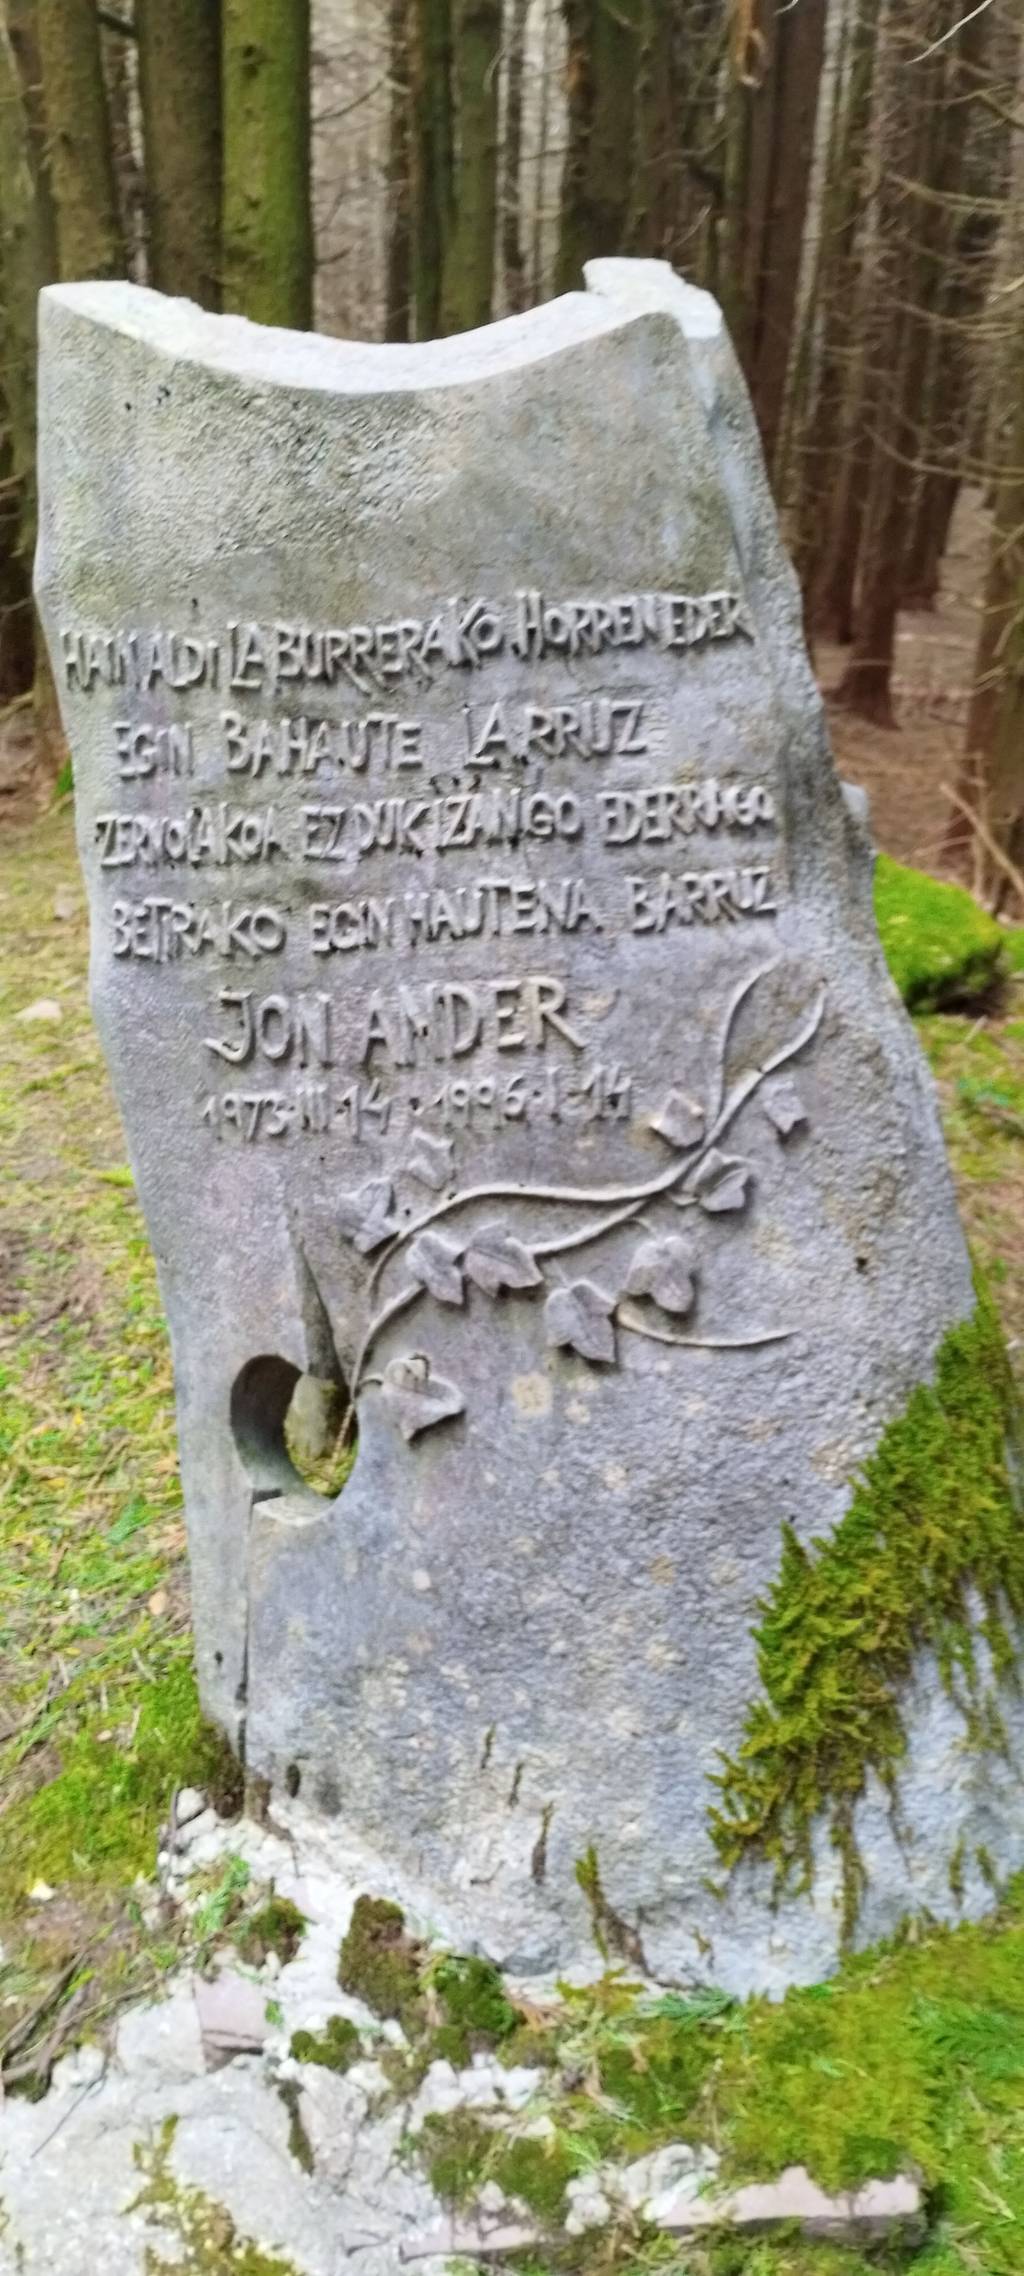 HAIN ALDI LABURRERAKO HORREN EDER
EGIN BAHAUTE LARRUZ
ZERNOLAKOA EZ DUK IZANGO EDERRAGO
BETIRAKO EGIN HAUTENA BARRUZ
JON ANDER
1973·III·14 · 1996·I·14